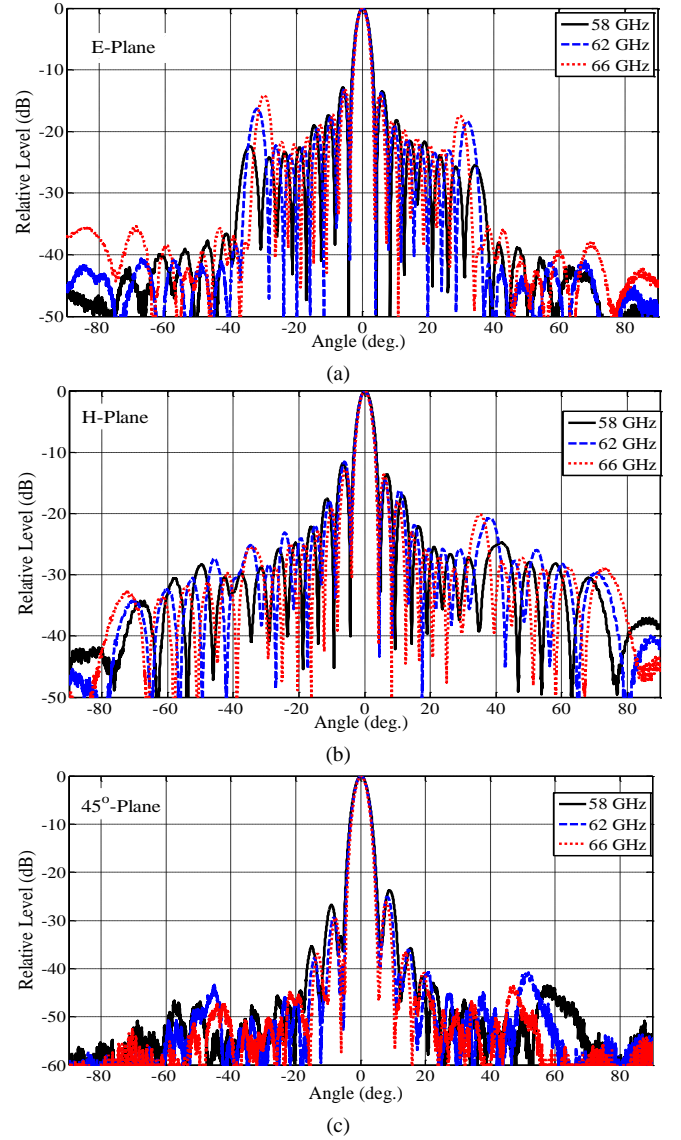 E-Plane
58 GHz
62 GHz
66 GHz
Relative Level (dB)
0
-10
-20
-30
-40
-50
-80 -60 -40 -20 0 20 40 60 80
Angle (deg.)
(a)
H-Plane
58 GHz
62 GHz
66 GHz
Relative Level (dB)
0
-10
-20
-30
-40
-50
-80 -60 -40 -20 0 20 40 60 80
Angle (deg.)
(b)
45°-Plane
58 GHz
62 GHz
66 GHz
Relative Level (dB)
0
-10
-20
-30
-40
-50
-60
-80 -60 -40 -20 0 20 40 60 80
Angle (deg.)
(c)